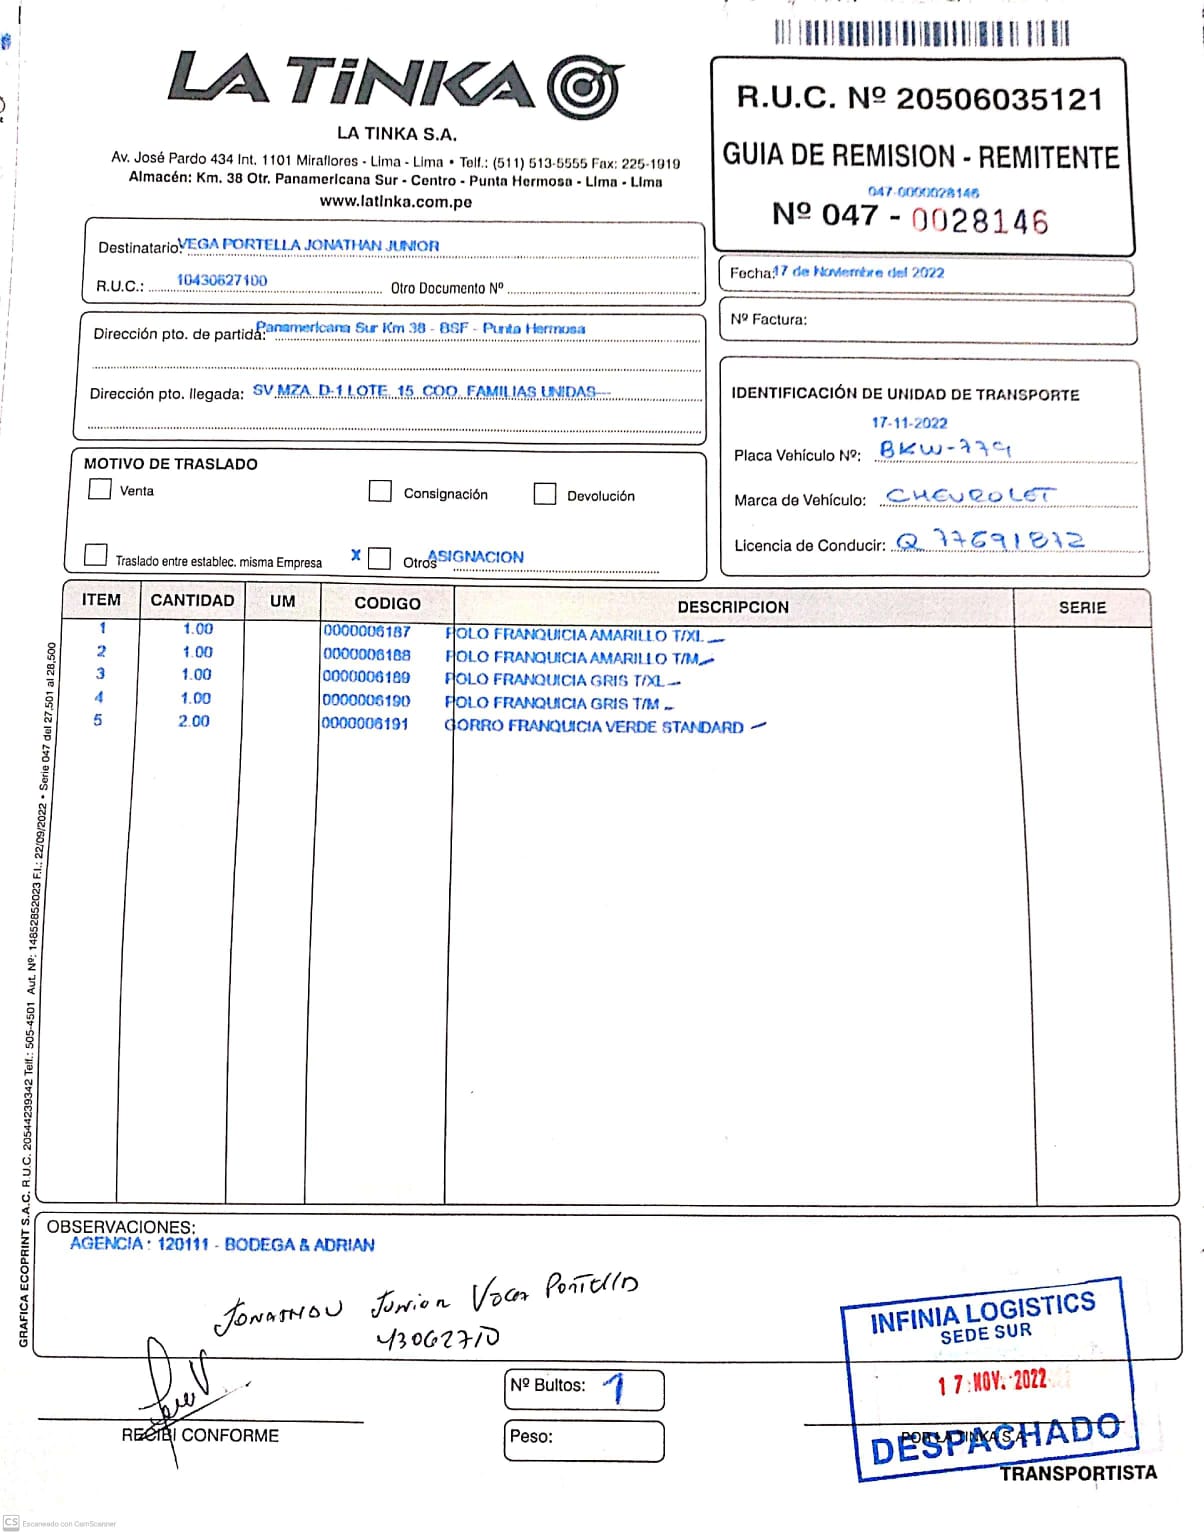 LA TiNKA
LA TINKA S.A.
Av. José Pardo 434 Int. 1101 Miraflores - Lima - Lima • Telf.: (511) 513-5555 Fax: 225-1919
Almacén: Km. 38 Otr. Panamericana Sur - Centro - Punta Hermosa - Lima - Lima
www.latinka.com.pe
R.U.C. Nº 20506035121
GUIA DE REMISION - REMITENTE
047-0000028146
Nº 047 - 0028146
Destinatario: VEGA PORTELLA JONATHAN JUNIOR
R.U.C.: 10430627100 Otro Documento Nº
Fecha: 17 de Noviembre del 2022
Nº Factura:
Dirección pto. de partida: Panamericana Sur Km 38 - BSF - Punta Hermosa
Dirección pto. llegada: SV MZA. D-1 LOTE. 15 COO. FAMILIAS UNIDAS---
IDENTIFICACIÓN DE UNIDAD DE TRANSPORTE
17-11-2022
Placa Vehículo Nº: BKW-779
Marca de Vehículo: CHEVROLET
Licencia de Conducir: Q 77691872
MOTIVO DE TRASLADO
Venta Consignación Devolución
Traslado entre establec. misma Empresa X Otros ASIGNACION
ITEM CANTIDAD UM CODIGO DESCRIPCION SERIE
1 1.00 0000006187 POLO FRANQUICIA AMARILLO T/XL
2 1.00 0000006188 POLO FRANQUICIA AMARILLO T/M
3 1.00 0000006189 POLO FRANQUICIA GRIS T/XL
4 1.00 0000006190 POLO FRANQUICIA GRIS T/M
5 2.00 0000006191 GORRO FRANQUICIA VERDE STANDARD
GRAFICA ECOPRINT S.A.C. R.U.C. 20544239342 Telf.: 505-4501 Aut. Nº: 14852852023 F.I.: 22/09/2022 • Serie 047 del 27,501 al 28,500
OBSERVACIONES:
AGENCIA : 120111 - BODEGA & ADRIAN
JONATHAN Junior Vega Portella
43062710
RECIBI CONFORME
Nº Bultos: 1
Peso:
INFINIA LOGISTICS
SEDE SUR
17 NOV. 2022
DESPACHADO
POR LA TINKA S.A.
TRANSPORTISTA
CS Escaneado con CamScanner